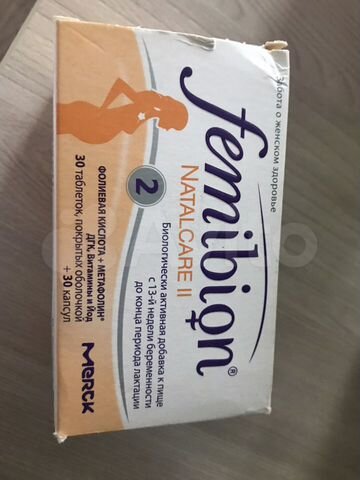 Забота о женском здоровье
femibion®
NATALCARE II
2
Биологически активная добавка к пище
с 13-й недели беременности
до конца периода лактации
ФОЛИЕВАЯ КИСЛОТА + МЕТАФОЛИН®
ДГК, Витамины и Йод
30 таблеток, покрытых оболочкой
+ 30 капсул
MERCK